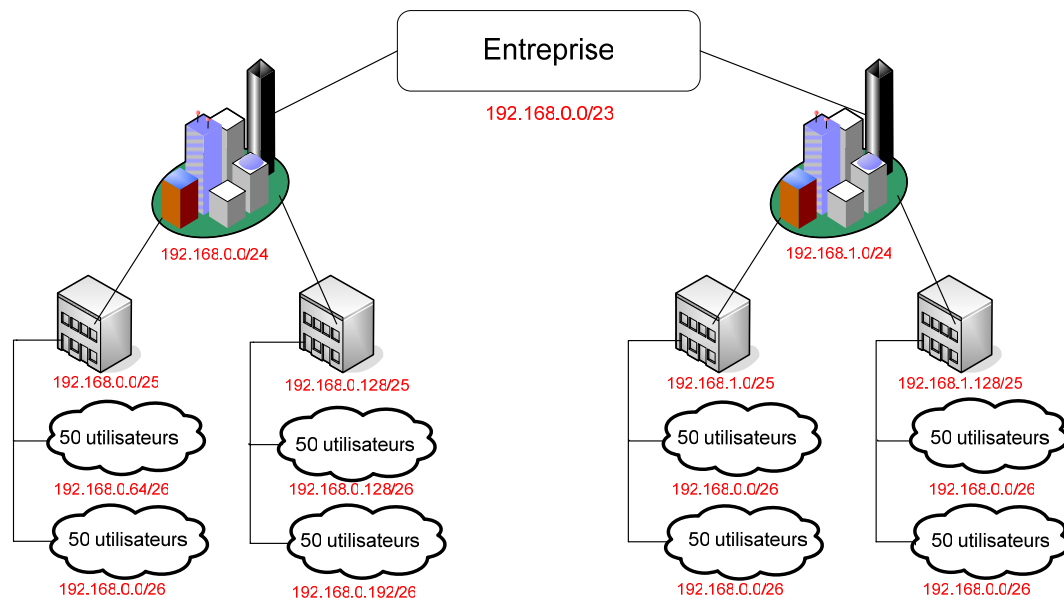 Entreprise
192.168.0.0/23
192.168.0.0/24
192.168.1.0/24
192.168.0.0/25
192.168.0.128/25
192.168.1.0/25
192.168.1.128/25
50 utilisateurs
50 utilisateurs
50 utilisateurs
50 utilisateurs
192.168.0.64/26
192.168.0.128/26
192.168.0.0/26
192.168.0.0/26
50 utilisateurs
50 utilisateurs
50 utilisateurs
50 utilisateurs
192.168.0.0/26
192.168.0.192/26
192.168.0.0/26
192.168.0.0/26